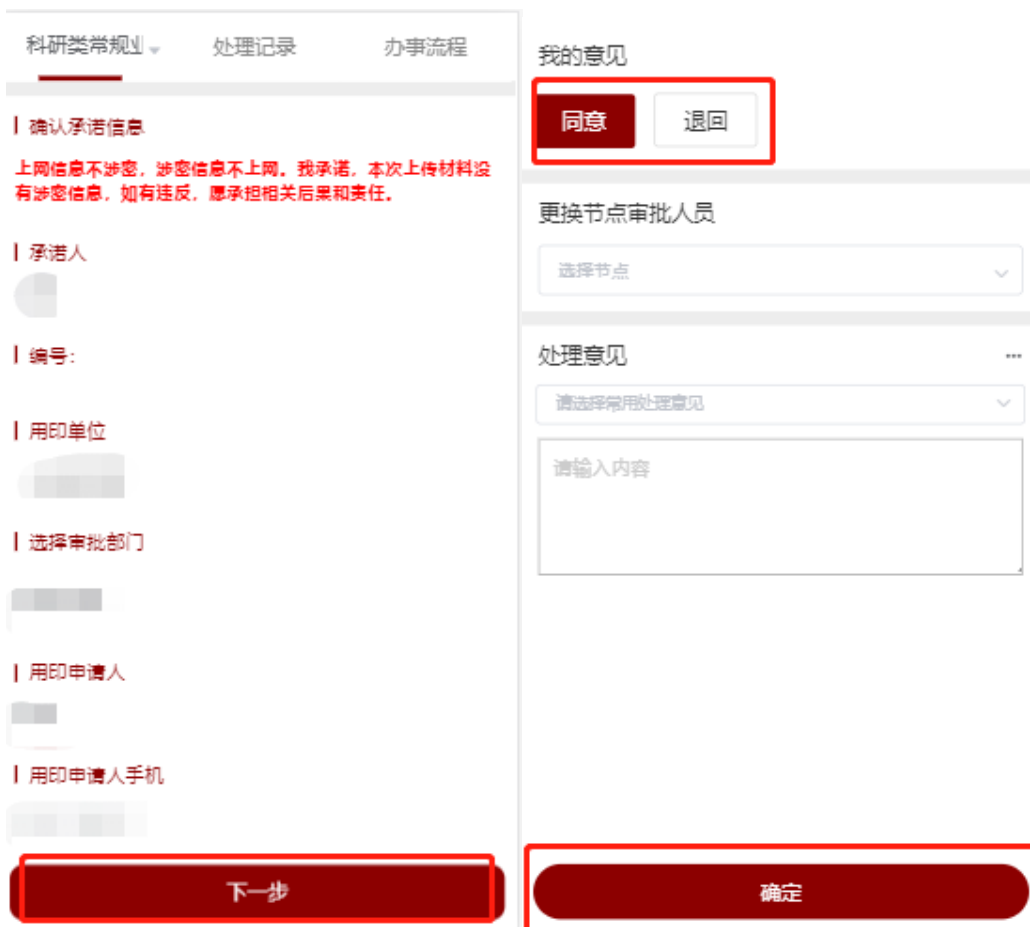 科研类常规业
处理记录
办事流程
确认承诺信息
上网信息不涉密，涉密信息不上网。我承诺，本次上传材料没
有涉密信息，如有违反，愿承担相关后果和责任。
承诺人
编号：
用印单位
选择审批部门
用印申请人
用印申请人手机
下一步
我的意见
同意
退回
更换节点审批人员
选择节点
处理意见
...
请选择常用处理意见
请输入内容
确定